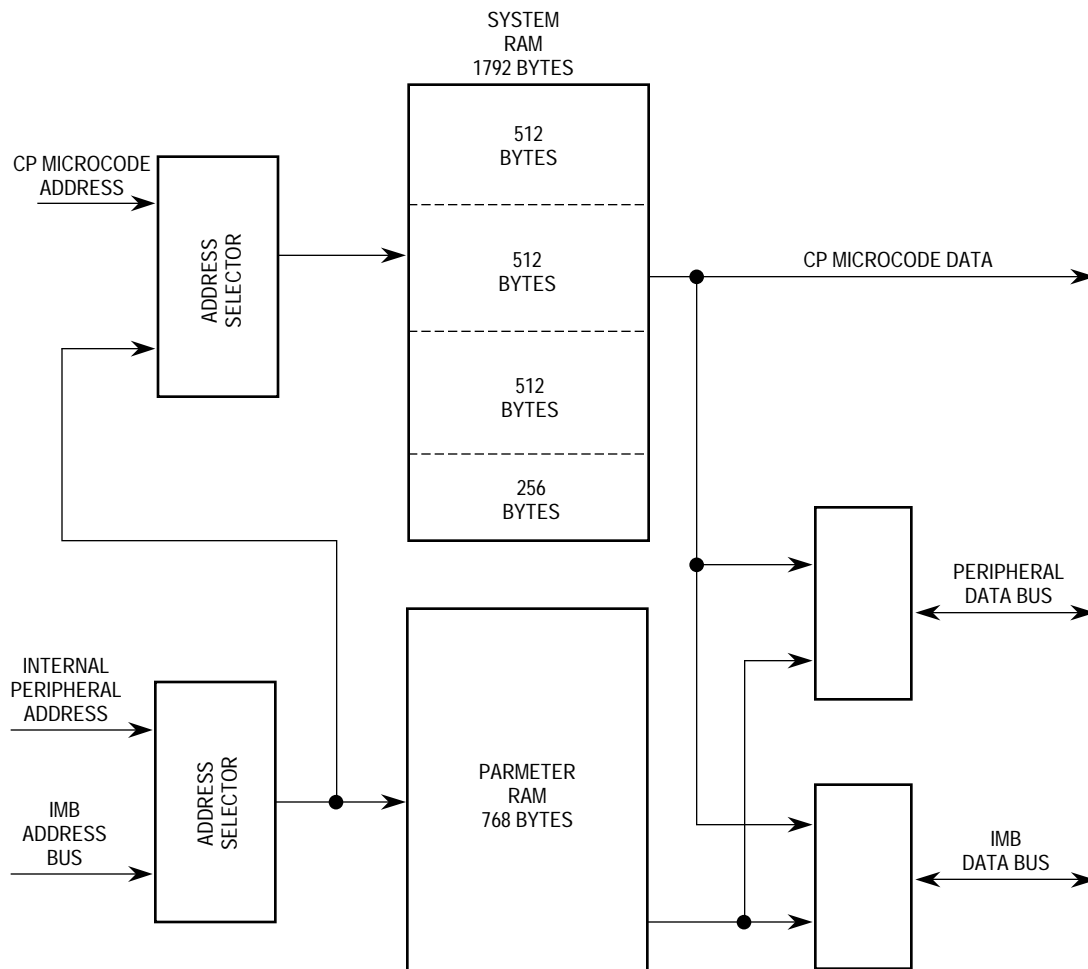 SYSTEM
RAM
1792 BYTES
512
BYTES
CP MICROCODE
ADDRESS
ADDRESS
SELECTOR
512
BYTES
CP MICROCODE DATA
512
BYTES
256
BYTES
PERIPHERAL
DATA BUS
INTERNAL
PERIPHERAL
ADDRESS
ADDRESS
SELECTOR
PARMETER
RAM
768 BYTES
IMB
ADDRESS
BUS
IMB
DATA BUS